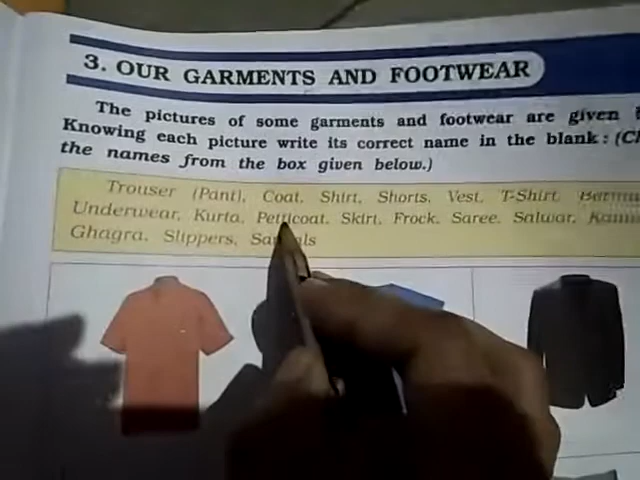 3. OUR GARMENTS AND FOOTWEAR
The pictures of some garments and footwear are given
Knowing each picture write its correct name in the blank : (Ch
the names from the box given below.)
Trouser (Pant), Coat, Shirt, Shorts, Vest, T-Shirt,
Underwear, Kurta, Petticoat, Skirt, Frock, Saree, Salwar,
Ghagra, Slippers,